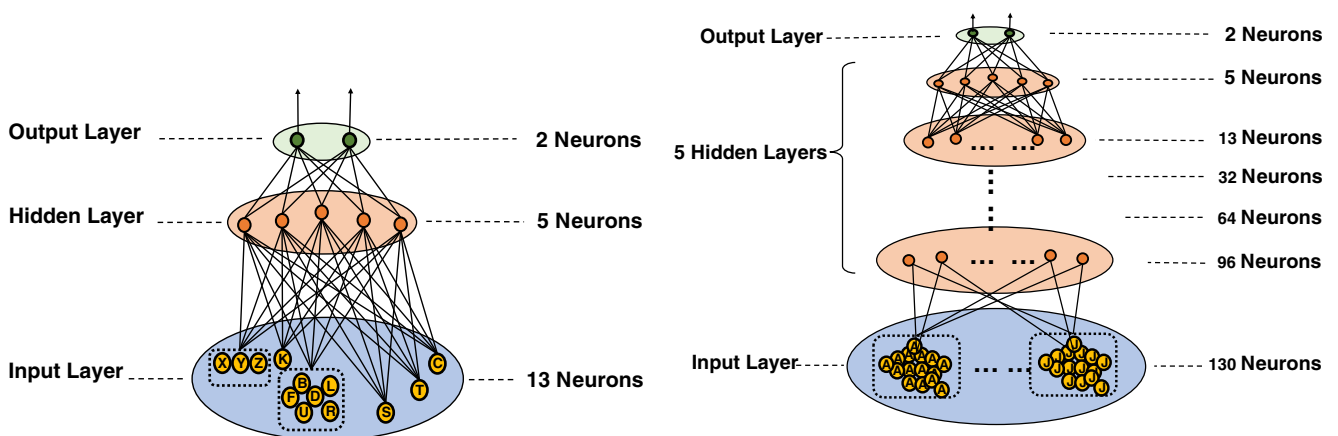 Output Layer
2 Neurons
Hidden Layer
5 Neurons
Input Layer
X Y Z K
B L
F D
U R
S
T
C
13 Neurons
Output Layer
2 Neurons
5 Neurons
5 Hidden Layers
13 Neurons
... ...
32 Neurons
64 Neurons
... ...
96 Neurons
Input Layer
A A A A A A A A A A A A A
... ...
J J J J J J J J J J J J
130 Neurons